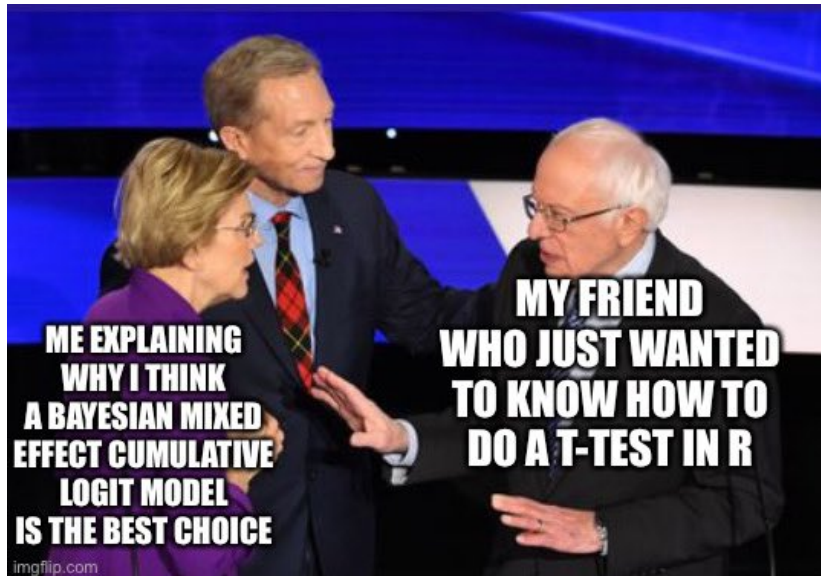 ME EXPLAINING
WHY I THINK
A BAYESIAN MIXED
EFFECT CUMULATIVE
LOGIT MODEL
IS THE BEST CHOICE
MY FRIEND
WHO JUST WANTED
TO KNOW HOW TO
DO A T-TEST IN R
imgflip.com